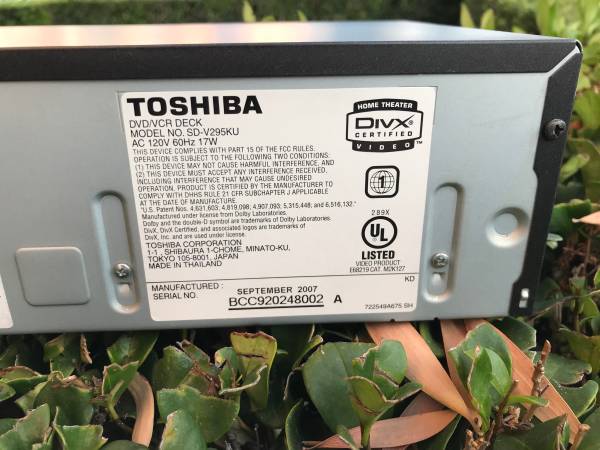 TOSHIBA
DVD/VCR DECK
MODEL NO. SD-V295KU
AC 120V 60Hz 17W
THIS DEVICE COMPLIES WITH PART 15 OF THE FCC RULES.
OPERATION IS SUBJECT TO THE FOLLOWING TWO CONDITIONS:
(1) THIS DEVICE MAY NOT CAUSE HARMFUL INTERFERENCE, AND
(2) THIS DEVICE MUST ACCEPT ANY INTERFERENCE RECEIVED,
INCLUDING INTERFERENCE THAT MAY CAUSE UNDESIRED
OPERATION. PRODUCT IS CERTIFIED BY THE MANUFACTURER TO
COMPLY WITH DHHS RULE 21 CFR SUBCHAPTER J APPLICABLE
AT THE DATE OF MANUFACTURE.
"U.S. Patent Nos. 4,631,603; 4,819,098; 4,907,093; 5,315,448; and 6,516,132."
Manufactured under license from Dolby Laboratories.
Dolby and the double-D symbol are trademarks of Dolby Laboratories.
DivX, DivX Certified, and associated logos are trademarks of
DivX, Inc. and are used under license.
TOSHIBA CORPORATION
1-1, SHIBAURA 1-CHOME, MINATO-KU,
TOKYO 105-8001, JAPAN
MADE IN THAILAND
HOME THEATER
DIVX
CERTIFIED
VIDEO™
289X
UL
®
LISTED
VIDEO PRODUCT
E68219 CAT. M2K127
KD
MANUFACTURED : SEPTEMBER 2007
SERIAL NO. BCC920248002 A
722549A675 SH